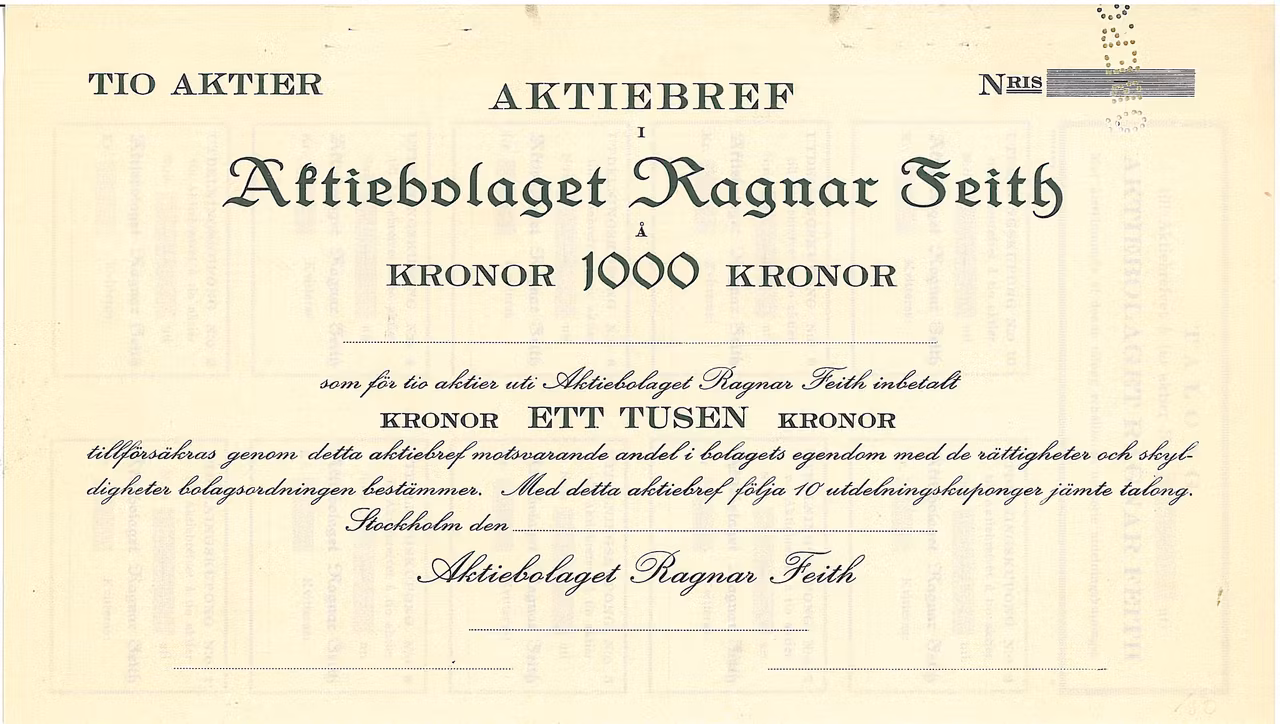 TIO AKTIER
AKTIEBREF
NRIS
I
Aktiebolaget Ragnar Feith
Å
KRONOR 1000 KRONOR
som för tio aktier uti Aktiebolaget Ragnar Feith inbetalt
KRONOR ETT TUSEN KRONOR
tillförsäkras genom detta aktiebref motsvarande andel i bolagets egendom med de rättigheter och skyl-
digheter bolagsordningen bestämmer. Med detta aktiebref följa 10 utdelningskuponger jämte talong.
Stockholm den
Aktiebolaget Ragnar Feith